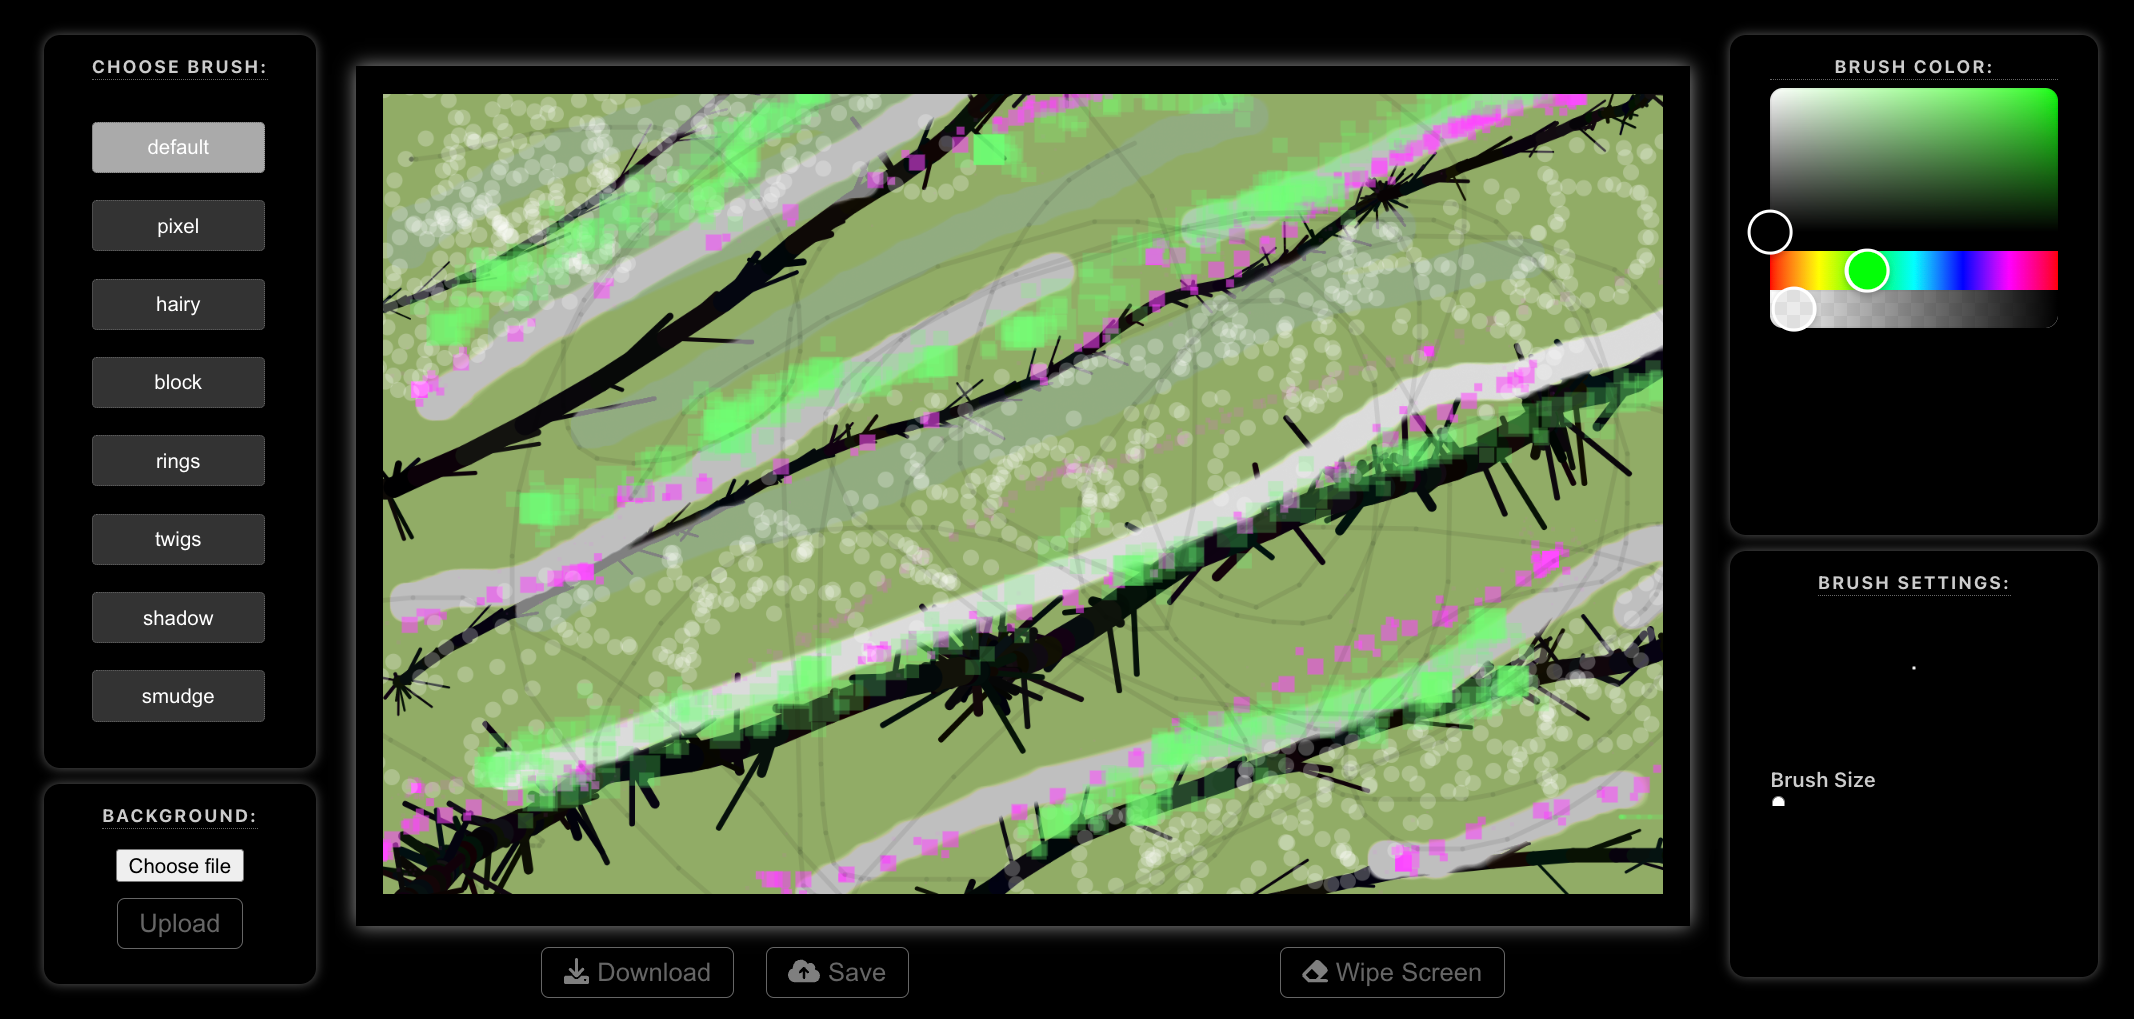 CHOOSE BRUSH:
default
pixel
hairy
block
rings
twigs
shadow
smudge
BACKGROUND:
Choose file
Upload
Download
Save
Wipe Screen
BRUSH COLOR:
BRUSH SETTINGS:
Brush Size